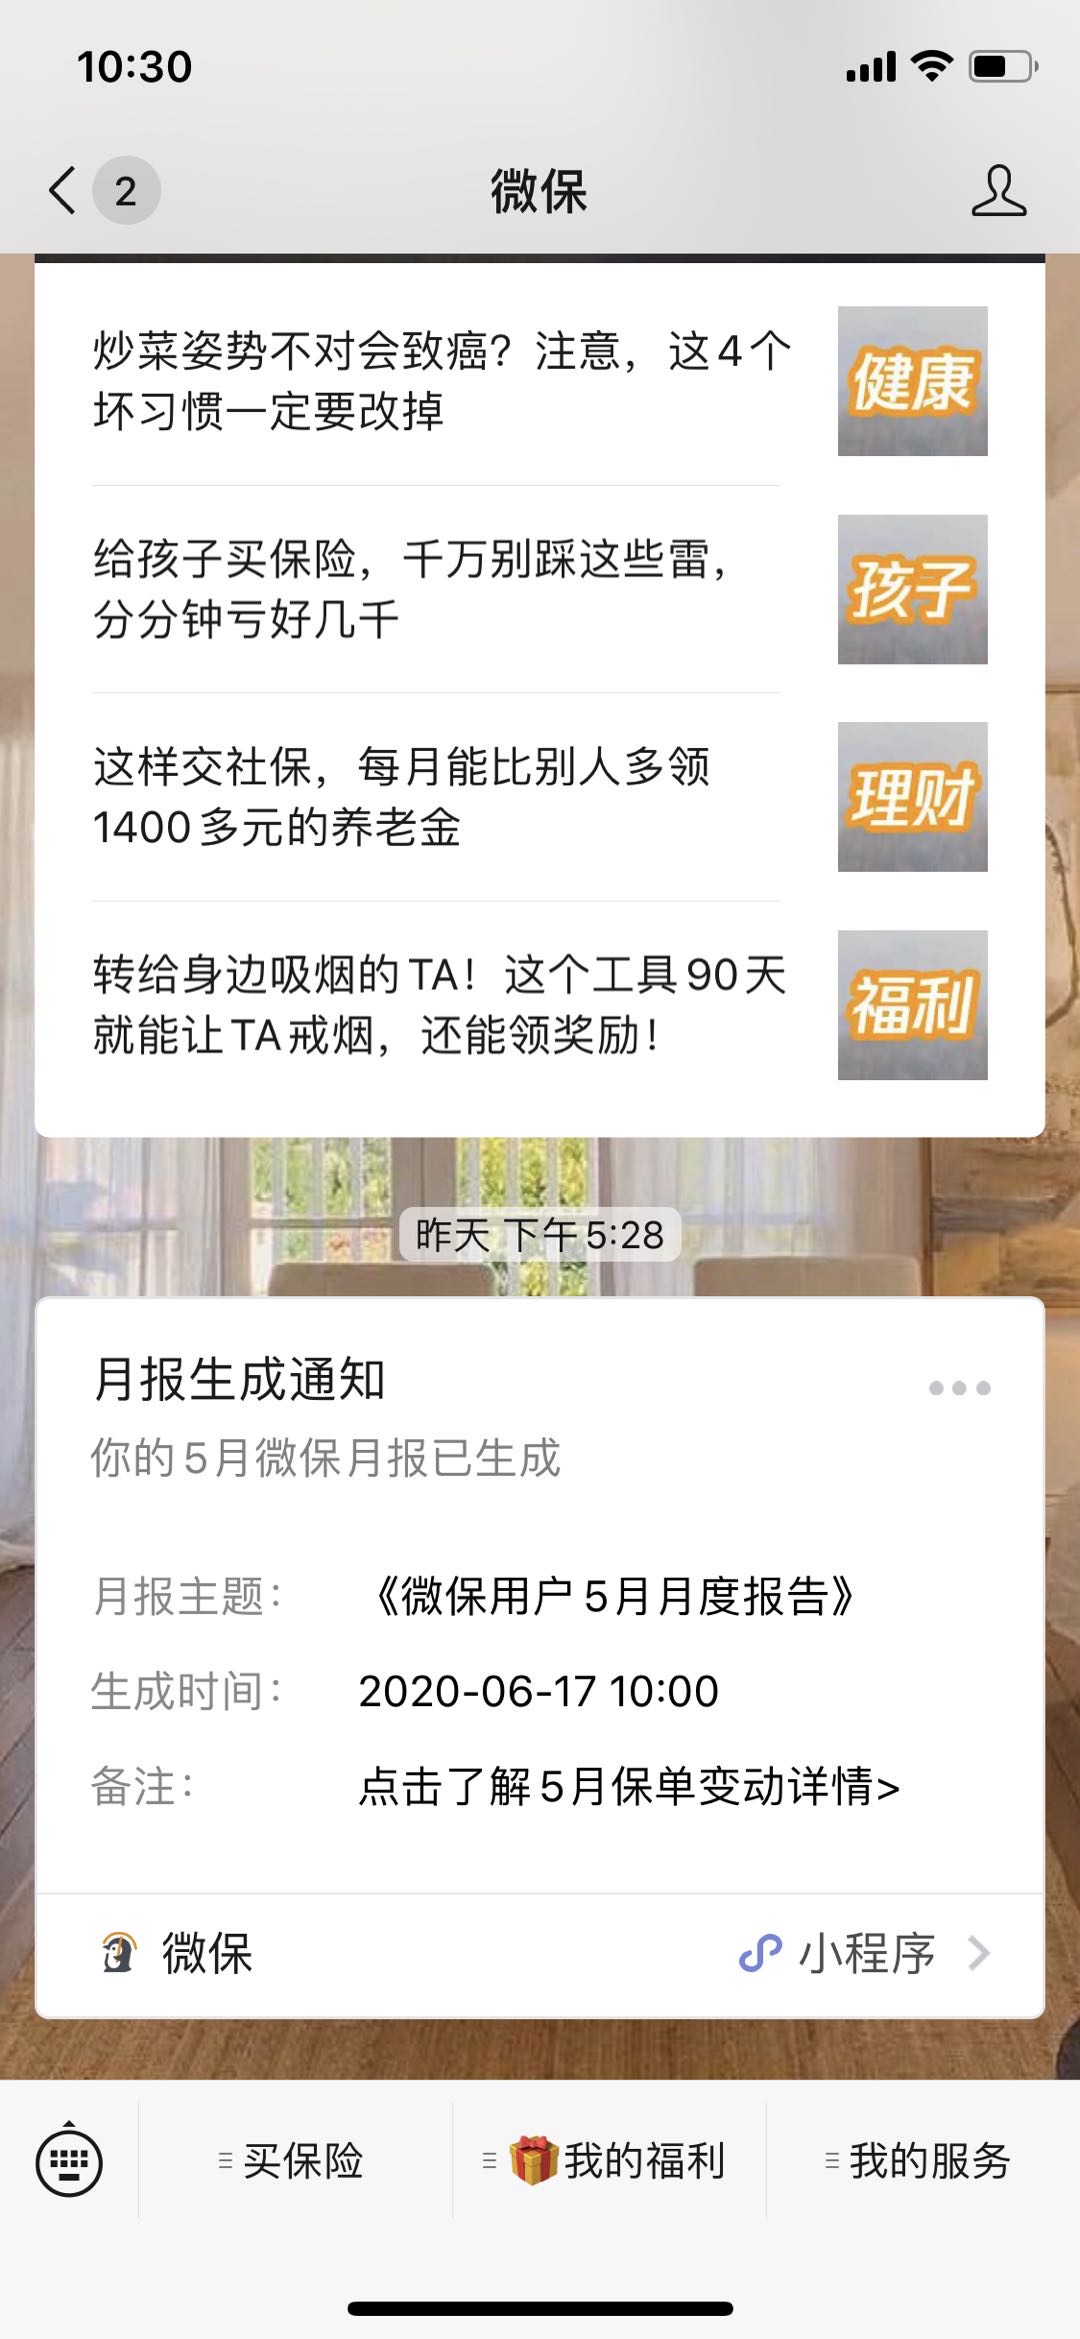 10:30
2
微保
炒菜姿势不对会致癌？注意，这4个
坏习惯一定要改掉
健康
给孩子买保险，千万别踩这些雷，
分分钟亏好几千
孩子
这样交社保，每月能比别人多领
1400多元的养老金
理财
转给身边吸烟的TA！这个工具90天
就能让TA戒烟，还能领奖励！
福利
昨天 下午5:28
月报生成通知
你的5月微保月报已生成
月报主题：
《微保用户5月月度报告》
生成时间：
2020-06-17 10:00
备注：
点击了解5月保单变动详情>
微保
小程序
买保险
我的福利
我的服务